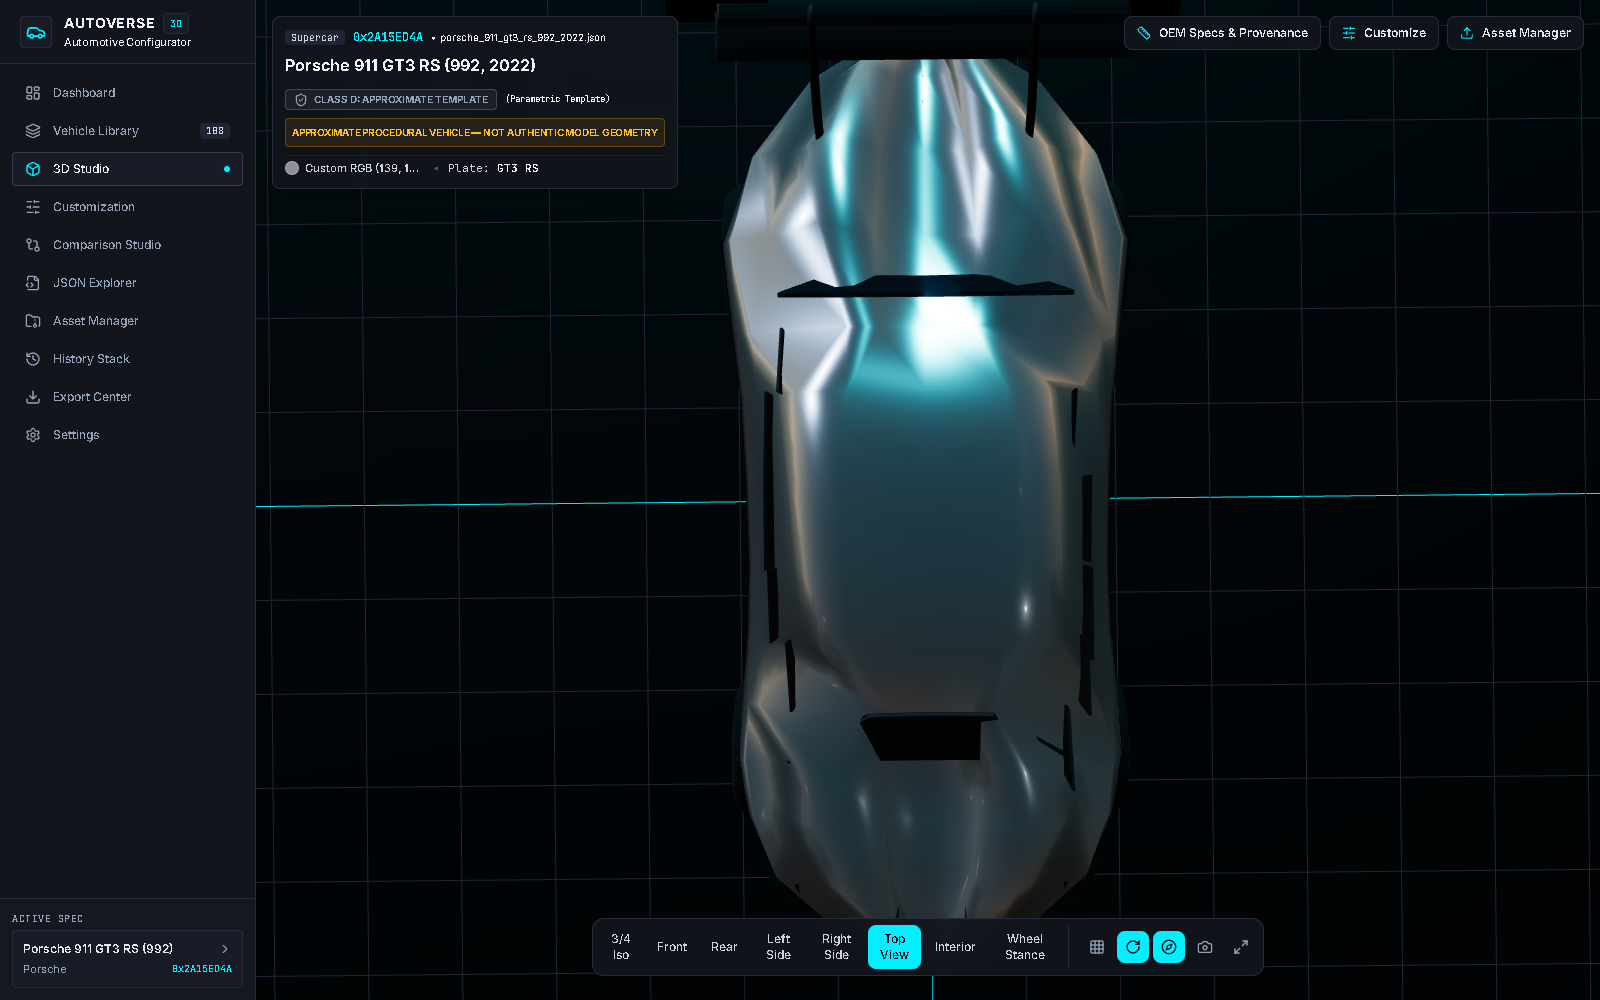 AUTOVERSE 3D
Automotive Configurator
Dashboard
Vehicle Library 188
3D Studio
Customization
Comparison Studio
JSON Explorer
Asset Manager
History Stack
Export Center
Settings
ACTIVE SPEC
Porsche 911 GT3 RS (992)
Porsche 0x2A15ED4A
Supercar 0x2A15ED4A • porsche_911_gt3_rs_992_2022.json
Porsche 911 GT3 RS (992, 2022)
CLASS D: APPROXIMATE TEMPLATE (Parametric Template)
APPROXIMATE PROCEDURAL VEHICLE — NOT AUTHENTIC MODEL GEOMETRY
Custom RGB (139, 1... • Plate: GT3 RS
OEM Specs & Provenance
Customize
Asset Manager
3/4
Iso
Front
Rear
Left
Side
Right
Side
Top
View
Interior
Wheel
Stance